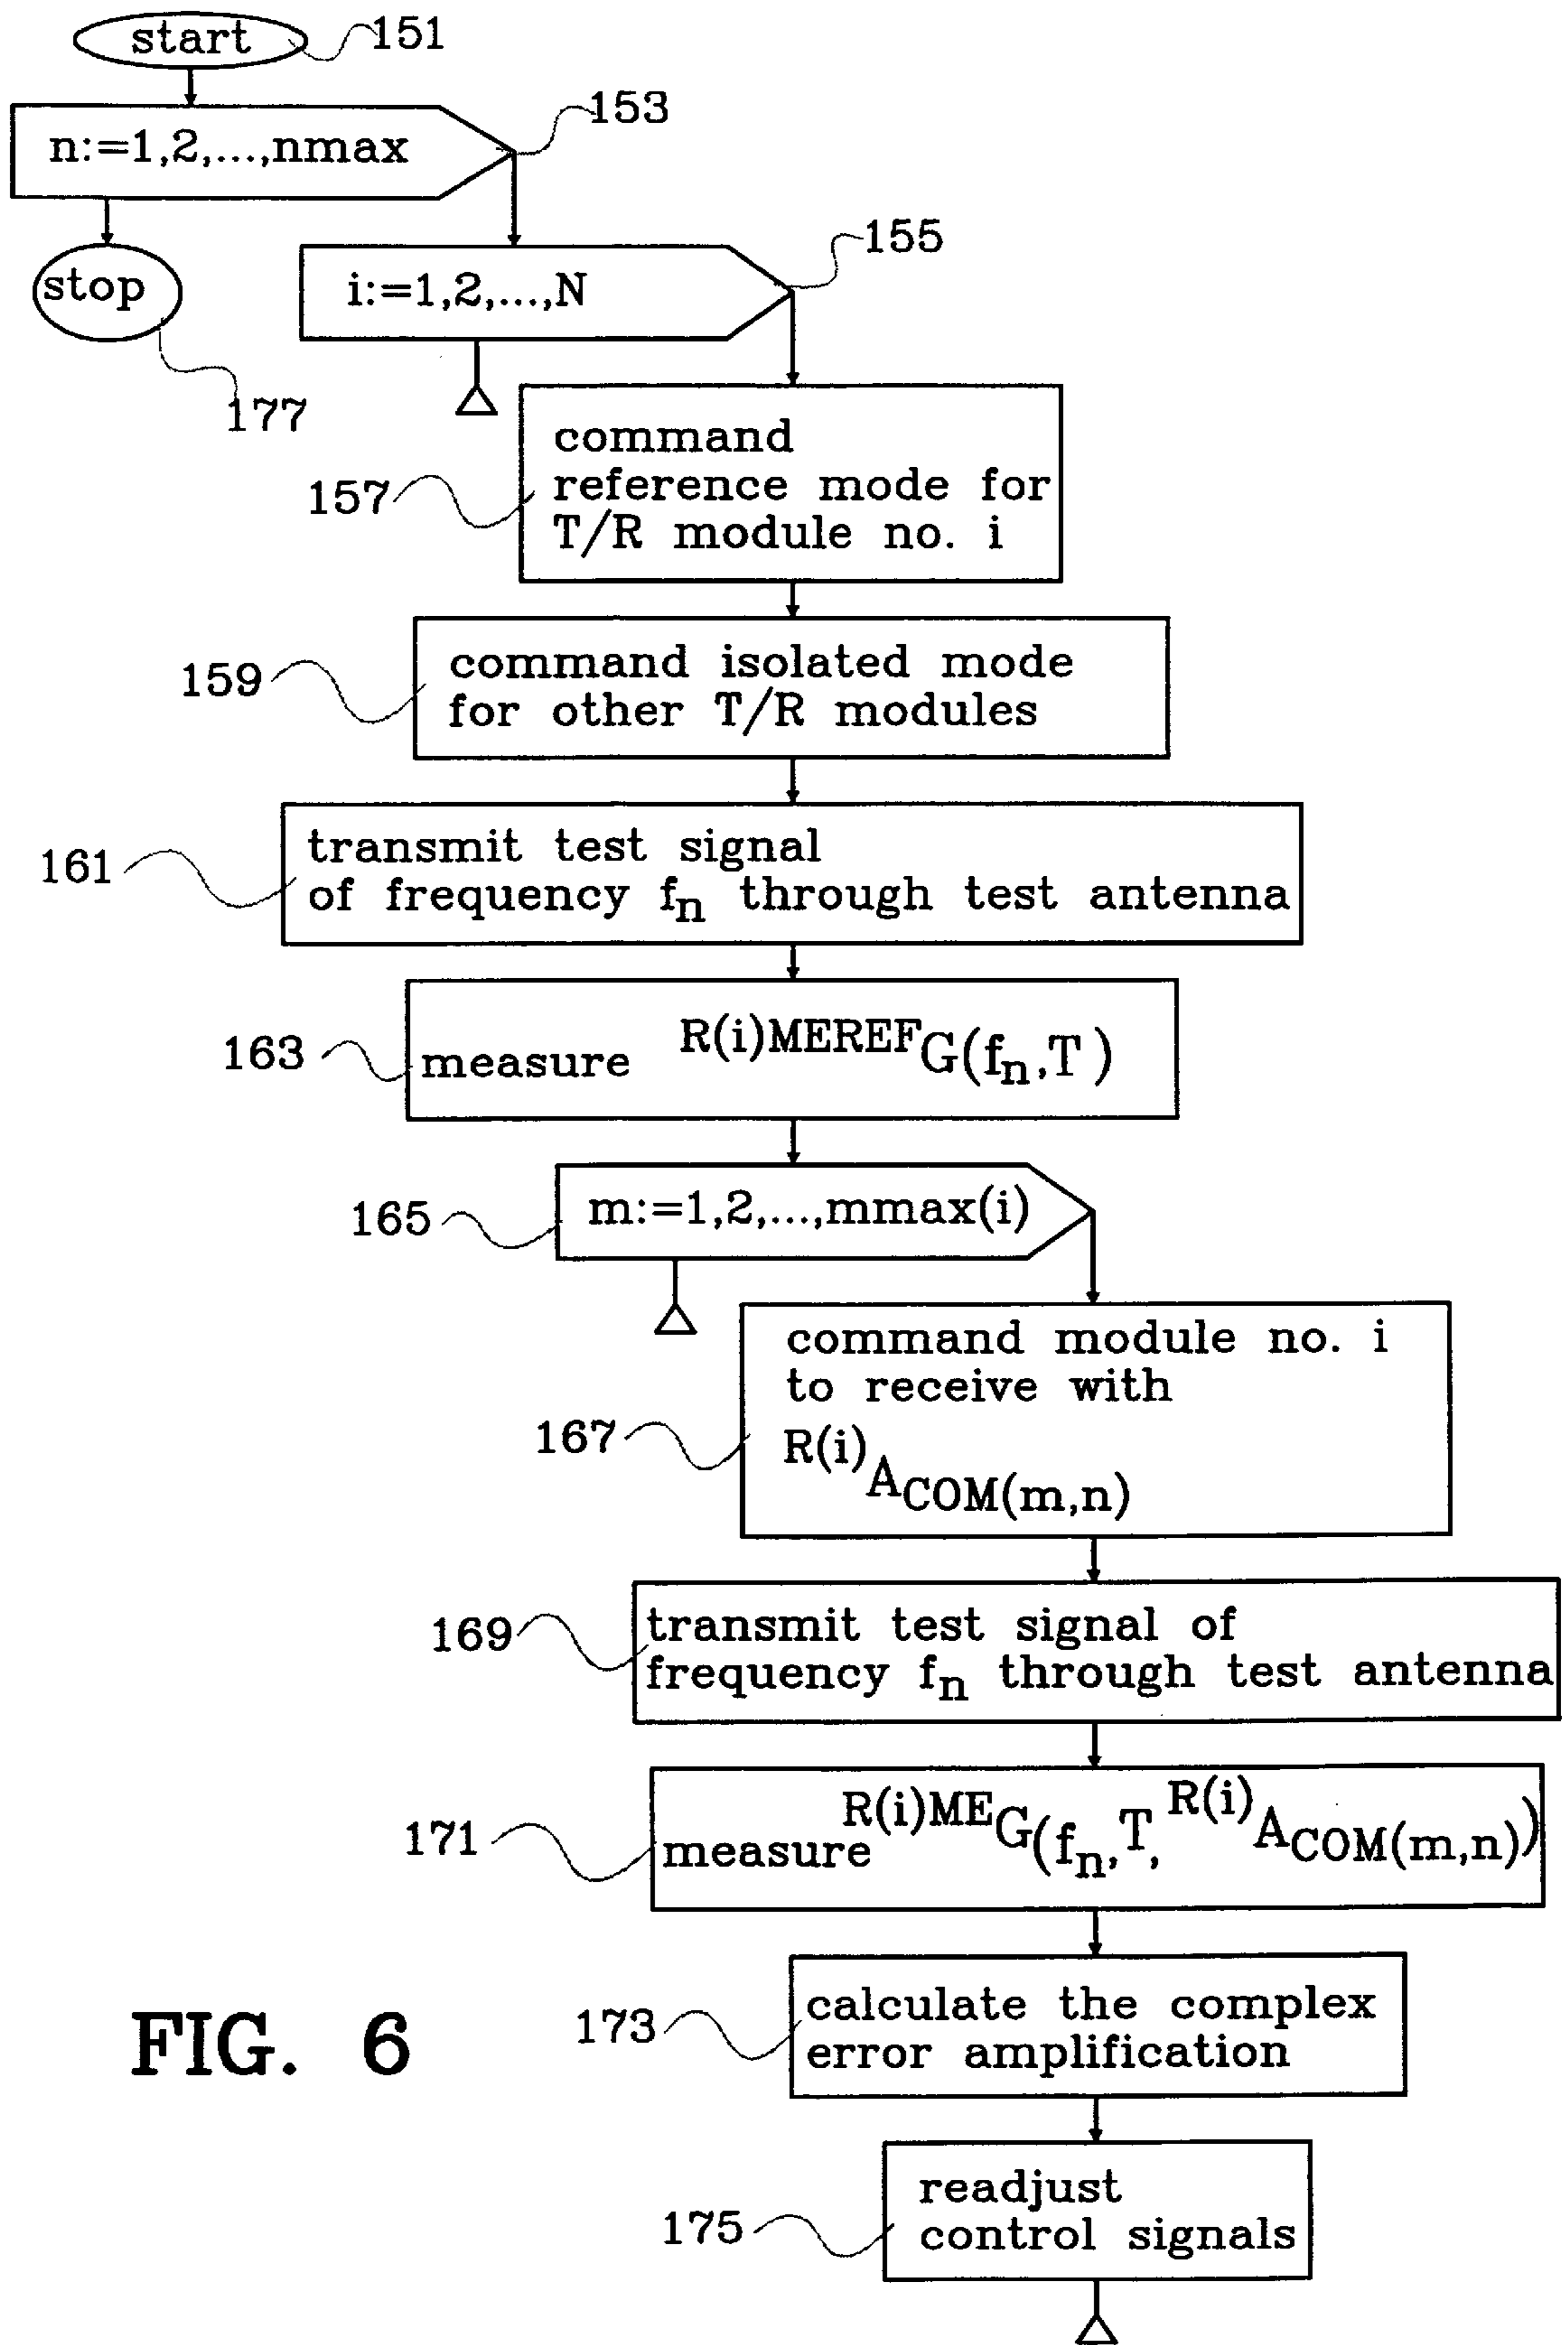 start
151
n:=1,2,...,nmax
153
stop
177
i:=1,2,...,N
155
command
reference mode for
T/R module no. i
157
command isolated mode
for other T/R modules
159
transmit test signal
of frequency fn through test antenna
161
measure R(i)MEREFG(fn,T)
163
m:=1,2,...,mmax(i)
165
command module no. i
to receive with
R(i)ACOM(m,n)
167
transmit test signal of
frequency fn through test antenna
169
measure R(i)MEG(fn,T, R(i)ACOM(m,n))
171
calculate the complex
error amplification
173
readjust
control signals
175
FIG. 6